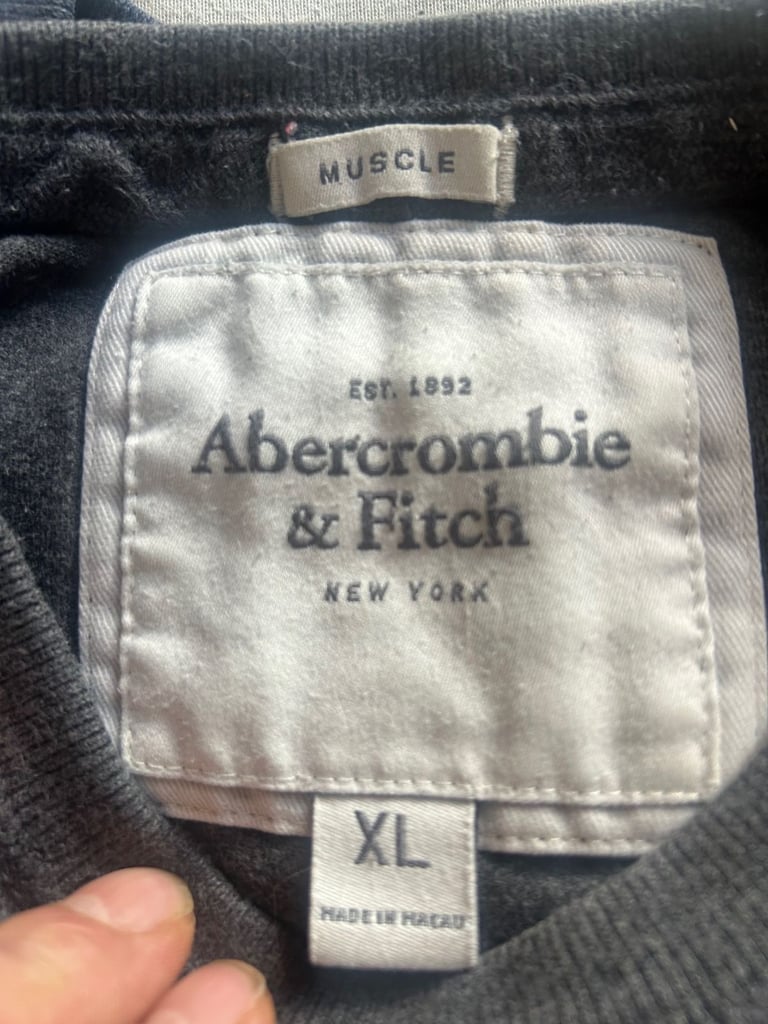 MUSCLE
EST. 1892
Abercrombie
& Fitch
NEW YORK
XL
MADE IN MACAU